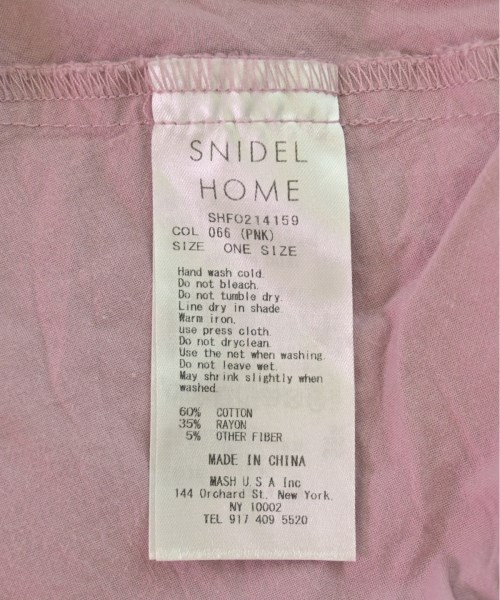 SNIDEL
HOME
SHFO214159
COL 066 (PNK)
SIZE ONE SIZE
Hand wash cold.
Do not bleach.
Do not tumble dry.
Line dry in shade.
Warm iron.
use press cloth.
Do not dryclean.
Use the net when washing.
Do not leave wet.
May shrink slightly when
washed.
60% COTTON
35% RAYON
5% OTHER FIBER
MADE IN CHINA
MASH U.S.A Inc
144 Orchard St. New York.
NY 10002
TEL 917 409 5520